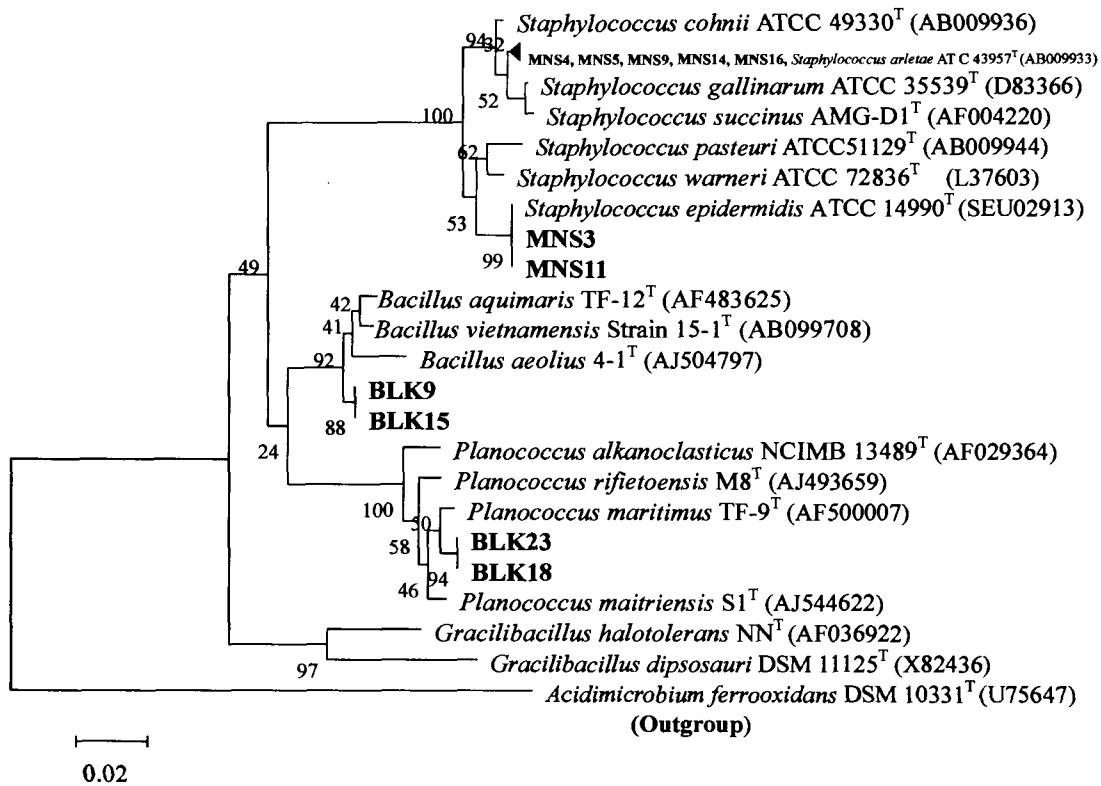 Staphylococcus cohnii ATCC 49330T (AB009936)
94 32
MNS4, MNS5, MNS9, MNS14, MNS16, Staphylococcus arletae AT C 43957T (AB009933)
Staphylococcus gallinarum ATCC 35539T (D83366)
52
Staphylococcus succinus AMG-D1T (AF004220)
100
Staphylococcus pasteuri ATCC51129T (AB009944)
62
Staphylococcus warneri ATCC 72836T (L37603)
Staphylococcus epidermidis ATCC 14990T (SEU02913)
53
MNS3
99
MNS11
49
Bacillus aquimaris TF-12T (AF483625)
42
Bacillus vietnamensis Strain 15-1T (AB099708)
41
Bacillus aeolius 4-1T (AJ504797)
92
BLK9
BLK15
88
24
Planococcus alkanoclasticus NCIMB 13489T (AF029364)
Planococcus rifietoensis M8T (AJ493659)
100
Planococcus maritimus TF-9T (AF500007)
50
BLK23
58
BLK18
94
46
Planococcus maitriensis S1T (AJ544622)
Gracilibacillus halotolerans NNT (AF036922)
97
Gracilibacillus dipsosauri DSM 11125T (X82436)
Acidimicrobium ferrooxidans DSM 10331T (U75647)
(Outgroup)
0.02